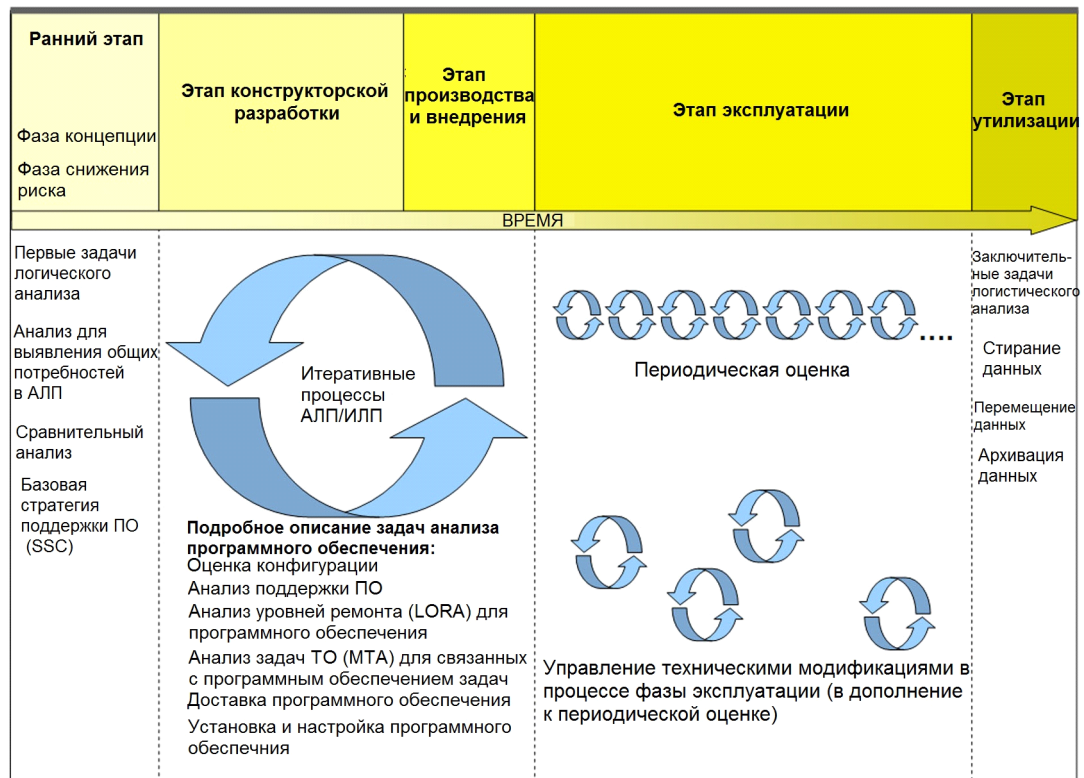 Ранний этап
Фаза концепции
Фаза снижения
риска
Этап конструкторской
разработки
Этап
производства
и внедрения
Этап эксплуатации
Этап
утилизации
ВРЕМЯ
Первые задачи
логического
анализа
Анализ для
выявления общих
потребностей
в АЛП
Сравнительный
анализ
Базовая
стратегия
поддержки ПО
(SSC)
Итеративные
процессы
АЛП/ИЛП
Подробное описание задач анализа
программного обеспечения:
Оценка конфигурации
Анализ поддержки ПО
Анализ уровней ремонта (LORA) для
программного обеспечения
Анализ задач ТО (МТА) для связанных
с программным обеспечением задач
Доставка программного обеспечения
Установка и настройка программного
обеспечния
....
Периодическая оценка
Управление техническими модификациями в
процессе фазы эксплуатации (в дополнение
к периодической оценке)
Заключитель-
ные задачи
логистического
анализа
Стирание
данных
Перемещение
данных
Архивация
данных